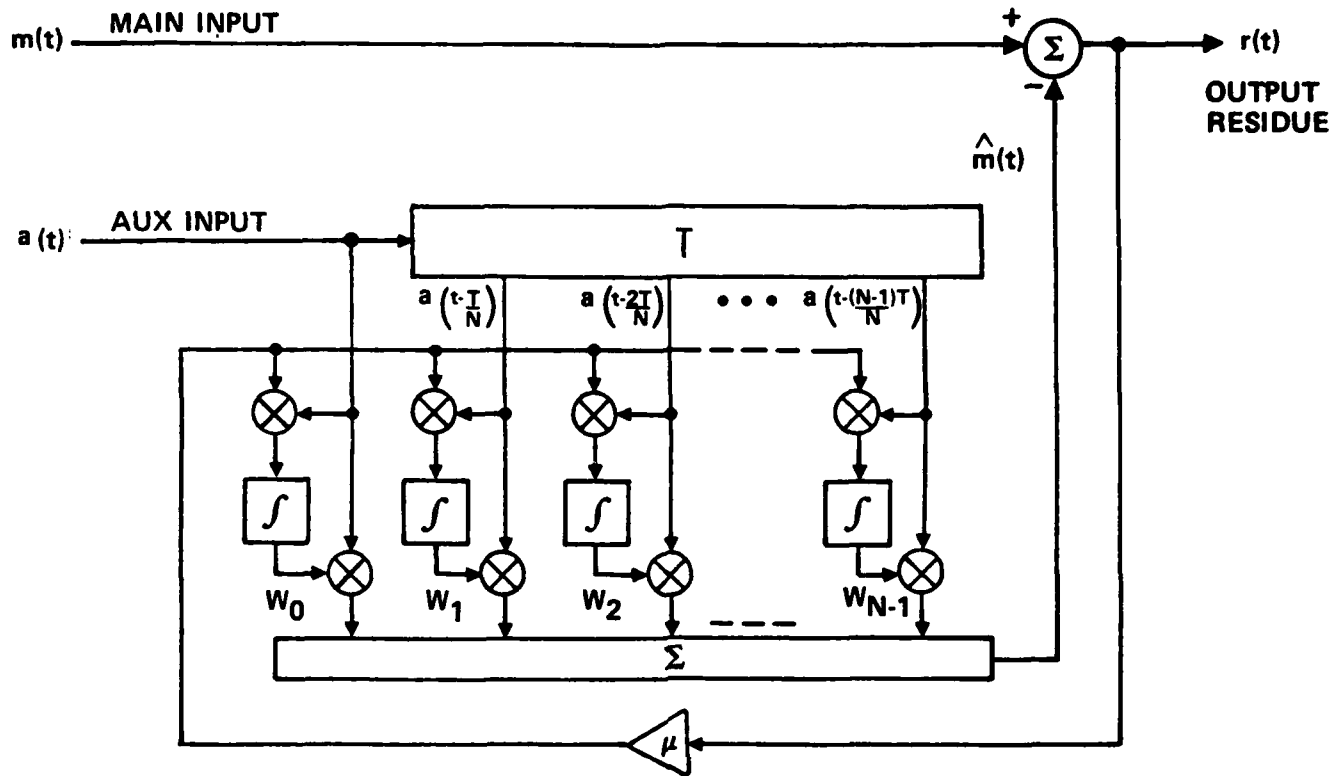 MAIN INPUT
m(t)
+
Σ
r(t)
OUTPUT
RESIDUE
-
m̂(t)
AUX INPUT
a(t)
T
a(t-T/N)
a(t-2T/N)
• • •
a(t-(N-1)T/N)
∫
∫
∫
∫
W0
W1
W2
WN-1
Σ
μ